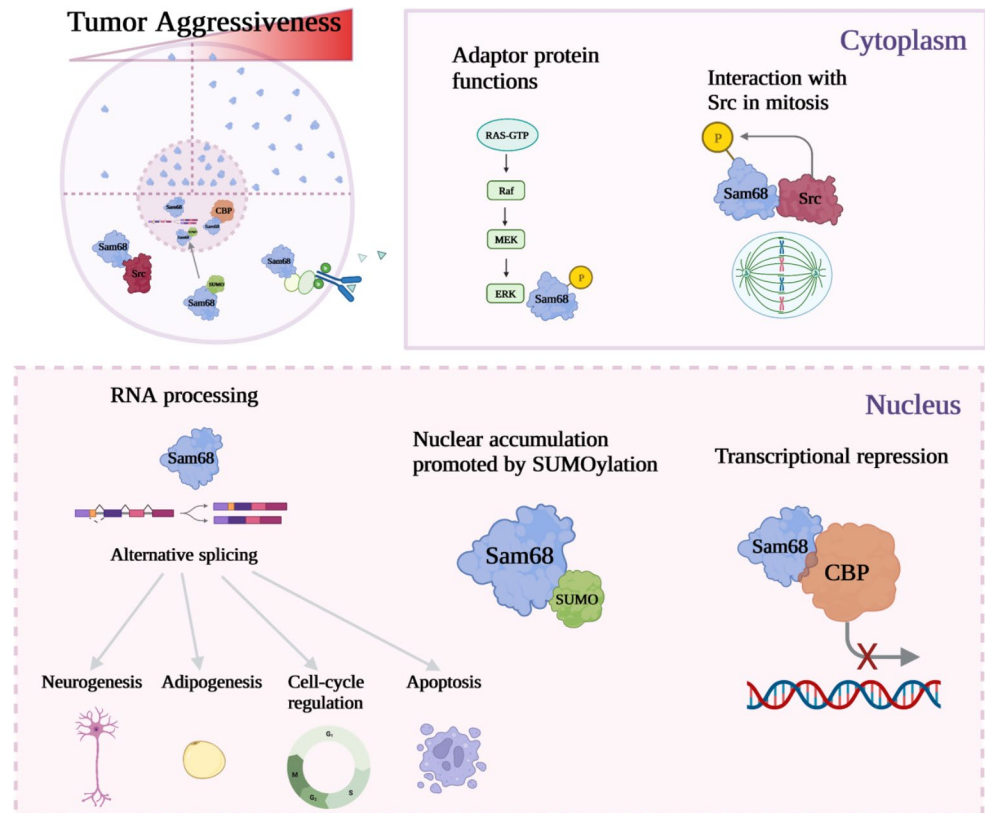 Tumor Aggressiveness
Sam68
CBP
Sam68
Sam68
Sam68
Src
Sam68
SUMO
Sam68
Cytoplasm
Adaptor protein
functions
RAS-GTP
Raf
MEK
ERK
Sam68
P
Interaction with
Src in mitosis
P
Sam68
Src
Nucleus
RNA processing
Sam68
Alternative splicing
Neurogenesis
Adipogenesis
Cell-cycle
regulation
G₁
S
G₂
M
Apoptosis
Nuclear accumulation
promoted by SUMOylation
Sam68
SUMO
Transcriptional repression
Sam68
CBP
X